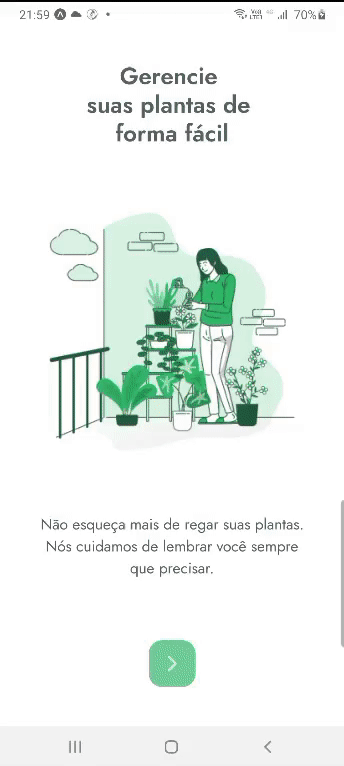 21:59
70%
Gerencie
suas plantas de
forma fácil
Não esqueça mais de regar suas plantas.
Nós cuidamos de lembrar você sempre
que precisar.